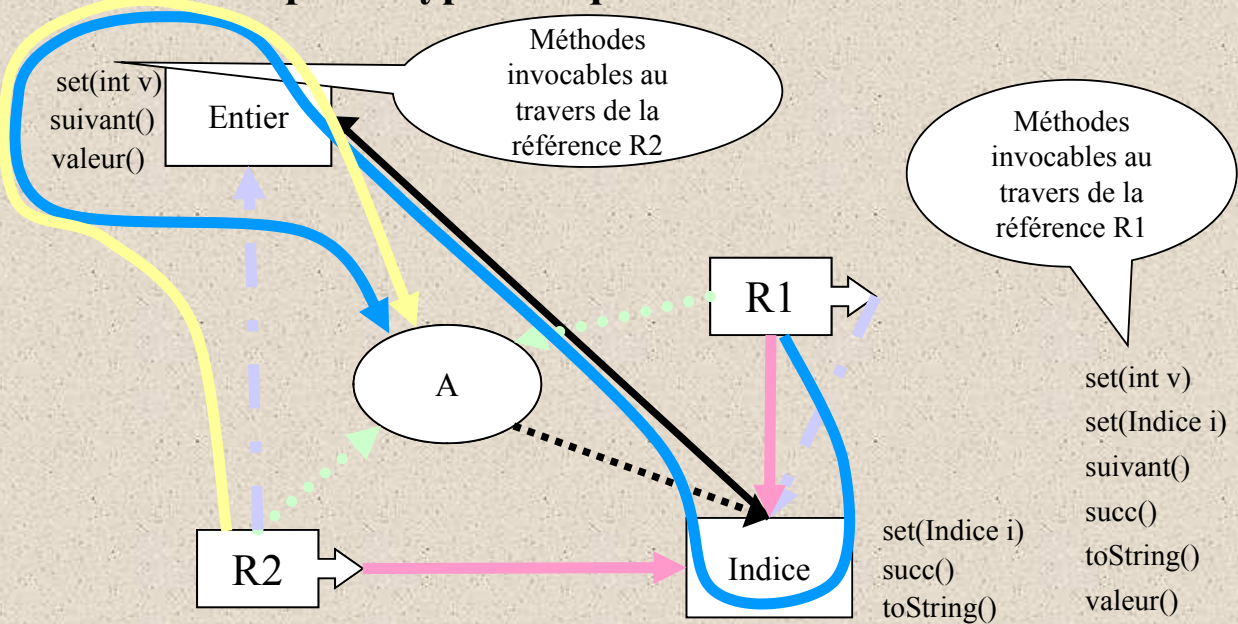 set(int v)
suivant()
valeur()
Entier
Méthodes
invocables au
travers de la
référence R2
Méthodes
invocables au
travers de la
référence R1
R1
A
R2
Indice
set(Indice i)
succ()
toString()
set(int v)
set(Indice i)
suivant()
succ()
toString()
valeur()